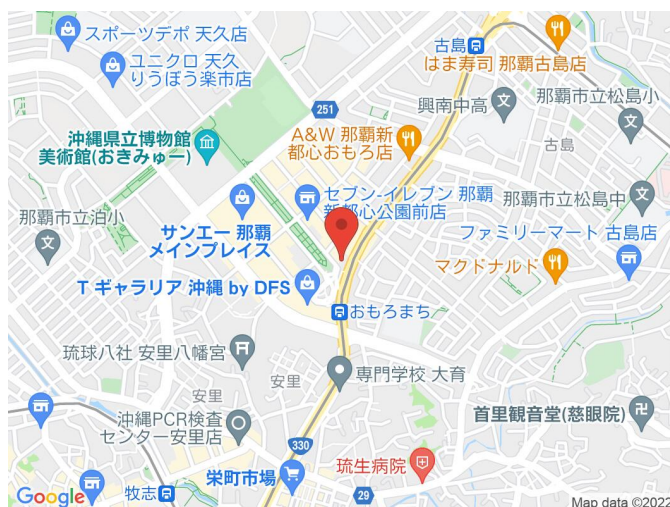 スポーツデポ 天久店
ユニクロ 天久
りうぼう楽市店
古島
はま寿司 那覇古島店
251
興南中高
那覇市立松島小
沖縄県立博物館
美術館(おきみゅー)
A&W 那覇新
都心おもろ店
古島
セブン-イレブン 那覇
新都心公園前店
那覇市立松島中
那覇市立泊小
サンエー 那覇
メインプレイス
ファミリーマート 古島店
マクドナルド
T ギャラリア 沖縄 by DFS
おもろまち
琉球八社 安里八幡宮
専門学校 大育
安里
安里
沖縄PCR検査
センター安里店
首里観音堂(慈眼院)
330
栄町市場
琉生病院
29
牧志
Google
Map data ©2022